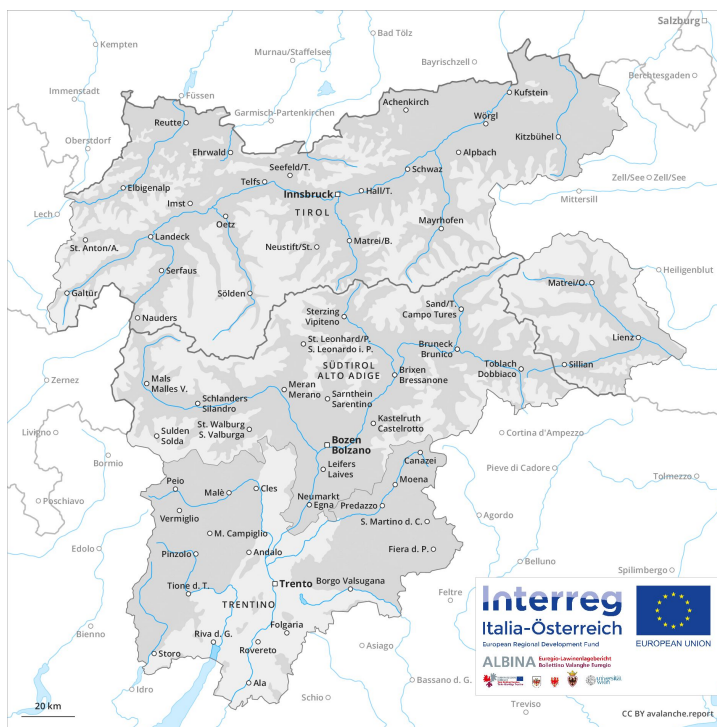 Salzburg
Kempten
Bad Tölz
Murnau/Staffelsee
Bayrischzell
Berchtesgaden
Immenstadt
Füssen
Kufstein
Achenkirch
Garmisch-Partenkirchen
Reutte
Wörgl
Oberstdorf
Kitzbühel
Ehrwald
Alpbach
Seefeld/T.
Schwaz
Zell/See
Zell/See
Elbigenalp
Telfs
Innsbruck
Hall/T.
Mittersill
Imst
TIROL
Lech
Oetz
Mayrhofen
Landeck
St. Anton/A.
Neustift/St.
Matrei/B.
Serfaus
Heiligenblut
Matrei/O.
Galtür
Sölden
Sand/T.
Campo Tures
Nauders
Sterzing
Vipiteno
Lienz
St. Leonhard/P.
S. Leonardo i. P.
Bruneck
Brunico
Toblach
Dobbiaco
Sillian
SÜDTIROL
ALTO ADIGE
Brixen
Bressanone
Zernez
Mals
Malles V.
Meran
Merano
Schlanders
Silandro
Sarnthein
Sarentino
Kastelruth
Castelrotto
St. Walburg
S. Valburga
Livigno
Sulden
Solda
Cortina d'Ampezzo
Bozen
Bolzano
Bormio
Canazei
Pieve di Cadore
Leifers
Laives
Tolmezzo
Peio
Malè
Cles
Moena
Poschiavo
Neumarkt
Egna
Predazzo
Vermiglio
Agordo
S. Martino d. C.
M. Campiglio
Edolo
Pinzolo
Andalo
Fiera d. P.
Belluno
Spilimbergo
Tione d. T.
Trento
Borgo Valsugana
Feltre
TRENTINO
Folgaria
Bienno
Riva d. G.
Rovereto
Asiago
Storo
Bassano d. G.
Idro
Ala
Schio
Treviso
Interreg
Italia-Österreich
European Regional Development Fund
EUROPEAN UNION
ALBINA
Euregio-Lawinenlagebericht
Bollettino Valanghe Euregio
universität
wien
20 km
CC BY avalanche.report